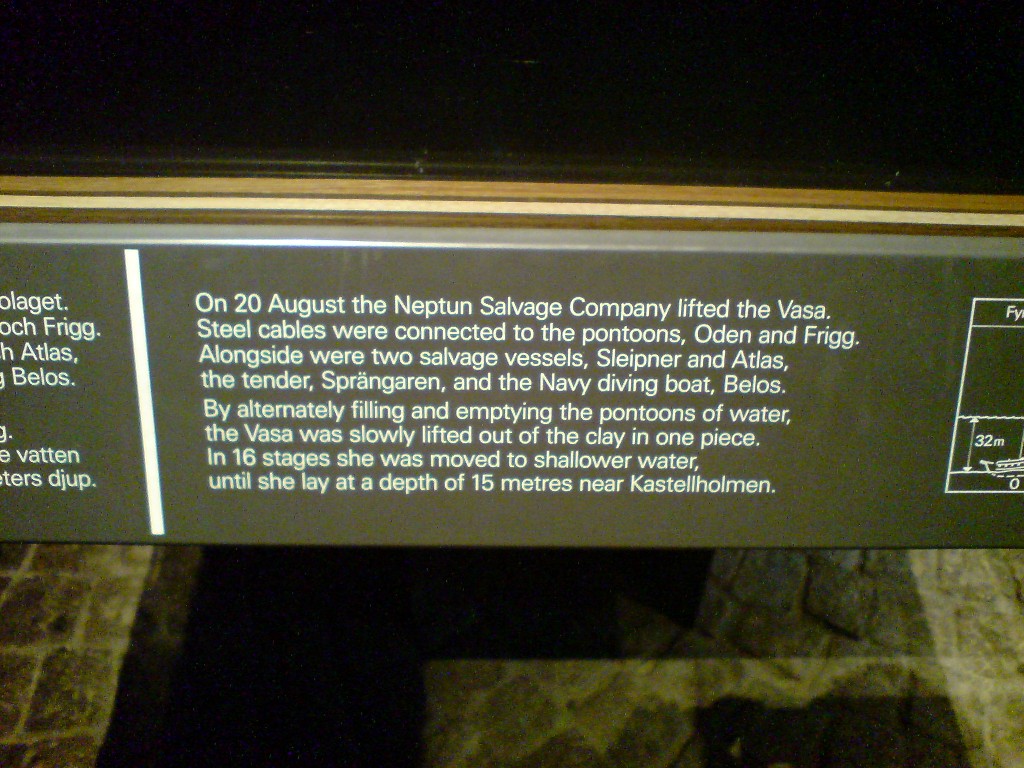 olaget.
och Frigg.
h Atlas,
g Belos.
g.
e vatten
eters djup.
On 20 August the Neptun Salvage Company lifted the Vasa.
Steel cables were connected to the pontoons, Oden and Frigg.
Alongside were two salvage vessels, Sleipner and Atlas,
the tender, Sprängaren, and the Navy diving boat, Belos.
By alternately filling and emptying the pontoons of water,
the Vasa was slowly lifted out of the clay in one piece.
In 16 stages she was moved to shallower water,
until she lay at a depth of 15 metres near Kastellholmen.
Fy
32m
0